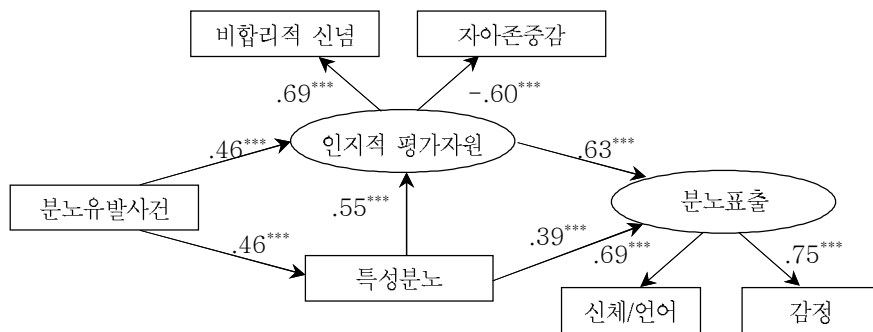 비합리적 신념
자아존중감
.69***
-.60***
.46***
인지적 평가자원
.63***
분노유발사건
.55***
분노표출
.46***
.39***
.69***
.75***
특성분노
신체/언어
감정